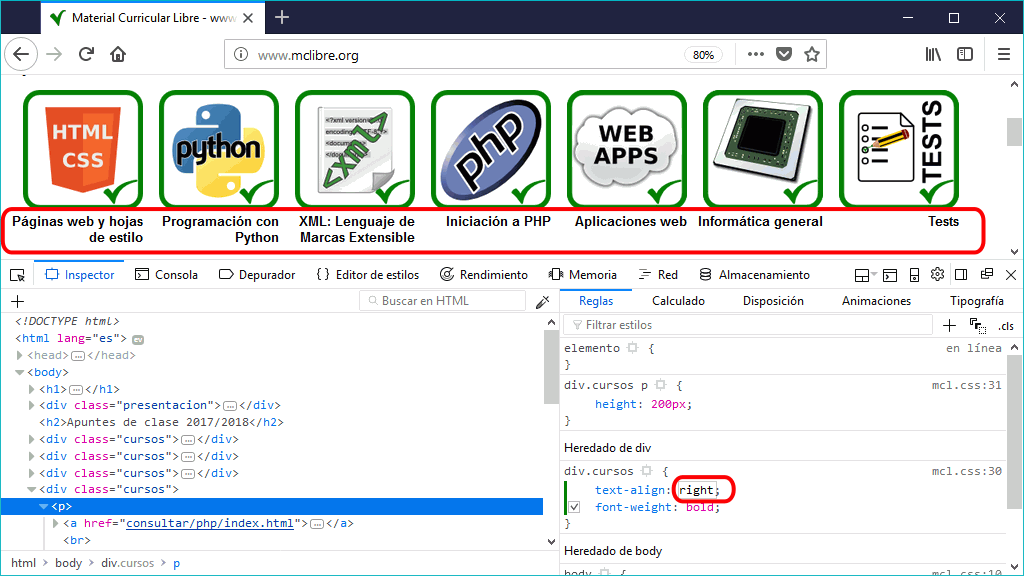 Material Curricular Libre - www
www.mclibre.org
80%
HTML
CSS
python
<?xml version=
encoding="UTF-8"?>
<xml>
php
WEB
APPS
TESTS
Páginas web y hojas
de estilo
Programación con
Python
XML: Lenguaje de
Marcas Extensible
Iniciación a PHP
Aplicaciones web
Informática general
Tests
Inspector
Consola
Depurador
{} Editor de estilos
Rendimiento
Memoria
Red
Almacenamiento
+
Buscar en HTML
Reglas
Calculado
Disposición
Animaciones
Tipografía
Filtrar estilos
+
.cls
<!DOCTYPE html>
<html lang="es"> ev
<head>…</head>
<body>
<h1>…</h1>
<div class="presentacion">…</div>
<h2>Apuntes de clase 2017/2018</h2>
<div class="cursos">…</div>
<div class="cursos">…</div>
<div class="cursos">…</div>
<div class="cursos">
<p>
<a href="consultar/php/index.html">…</a>
<br>
html > body > div.cursos > p
elemento {
en línea
}
div.cursos p {
mcl.css:31
height: 200px;
}
Heredado de div
div.cursos {
mcl.css:30
text-align: right;
font-weight: bold;
}
Heredado de body
body {
mcl.css:10